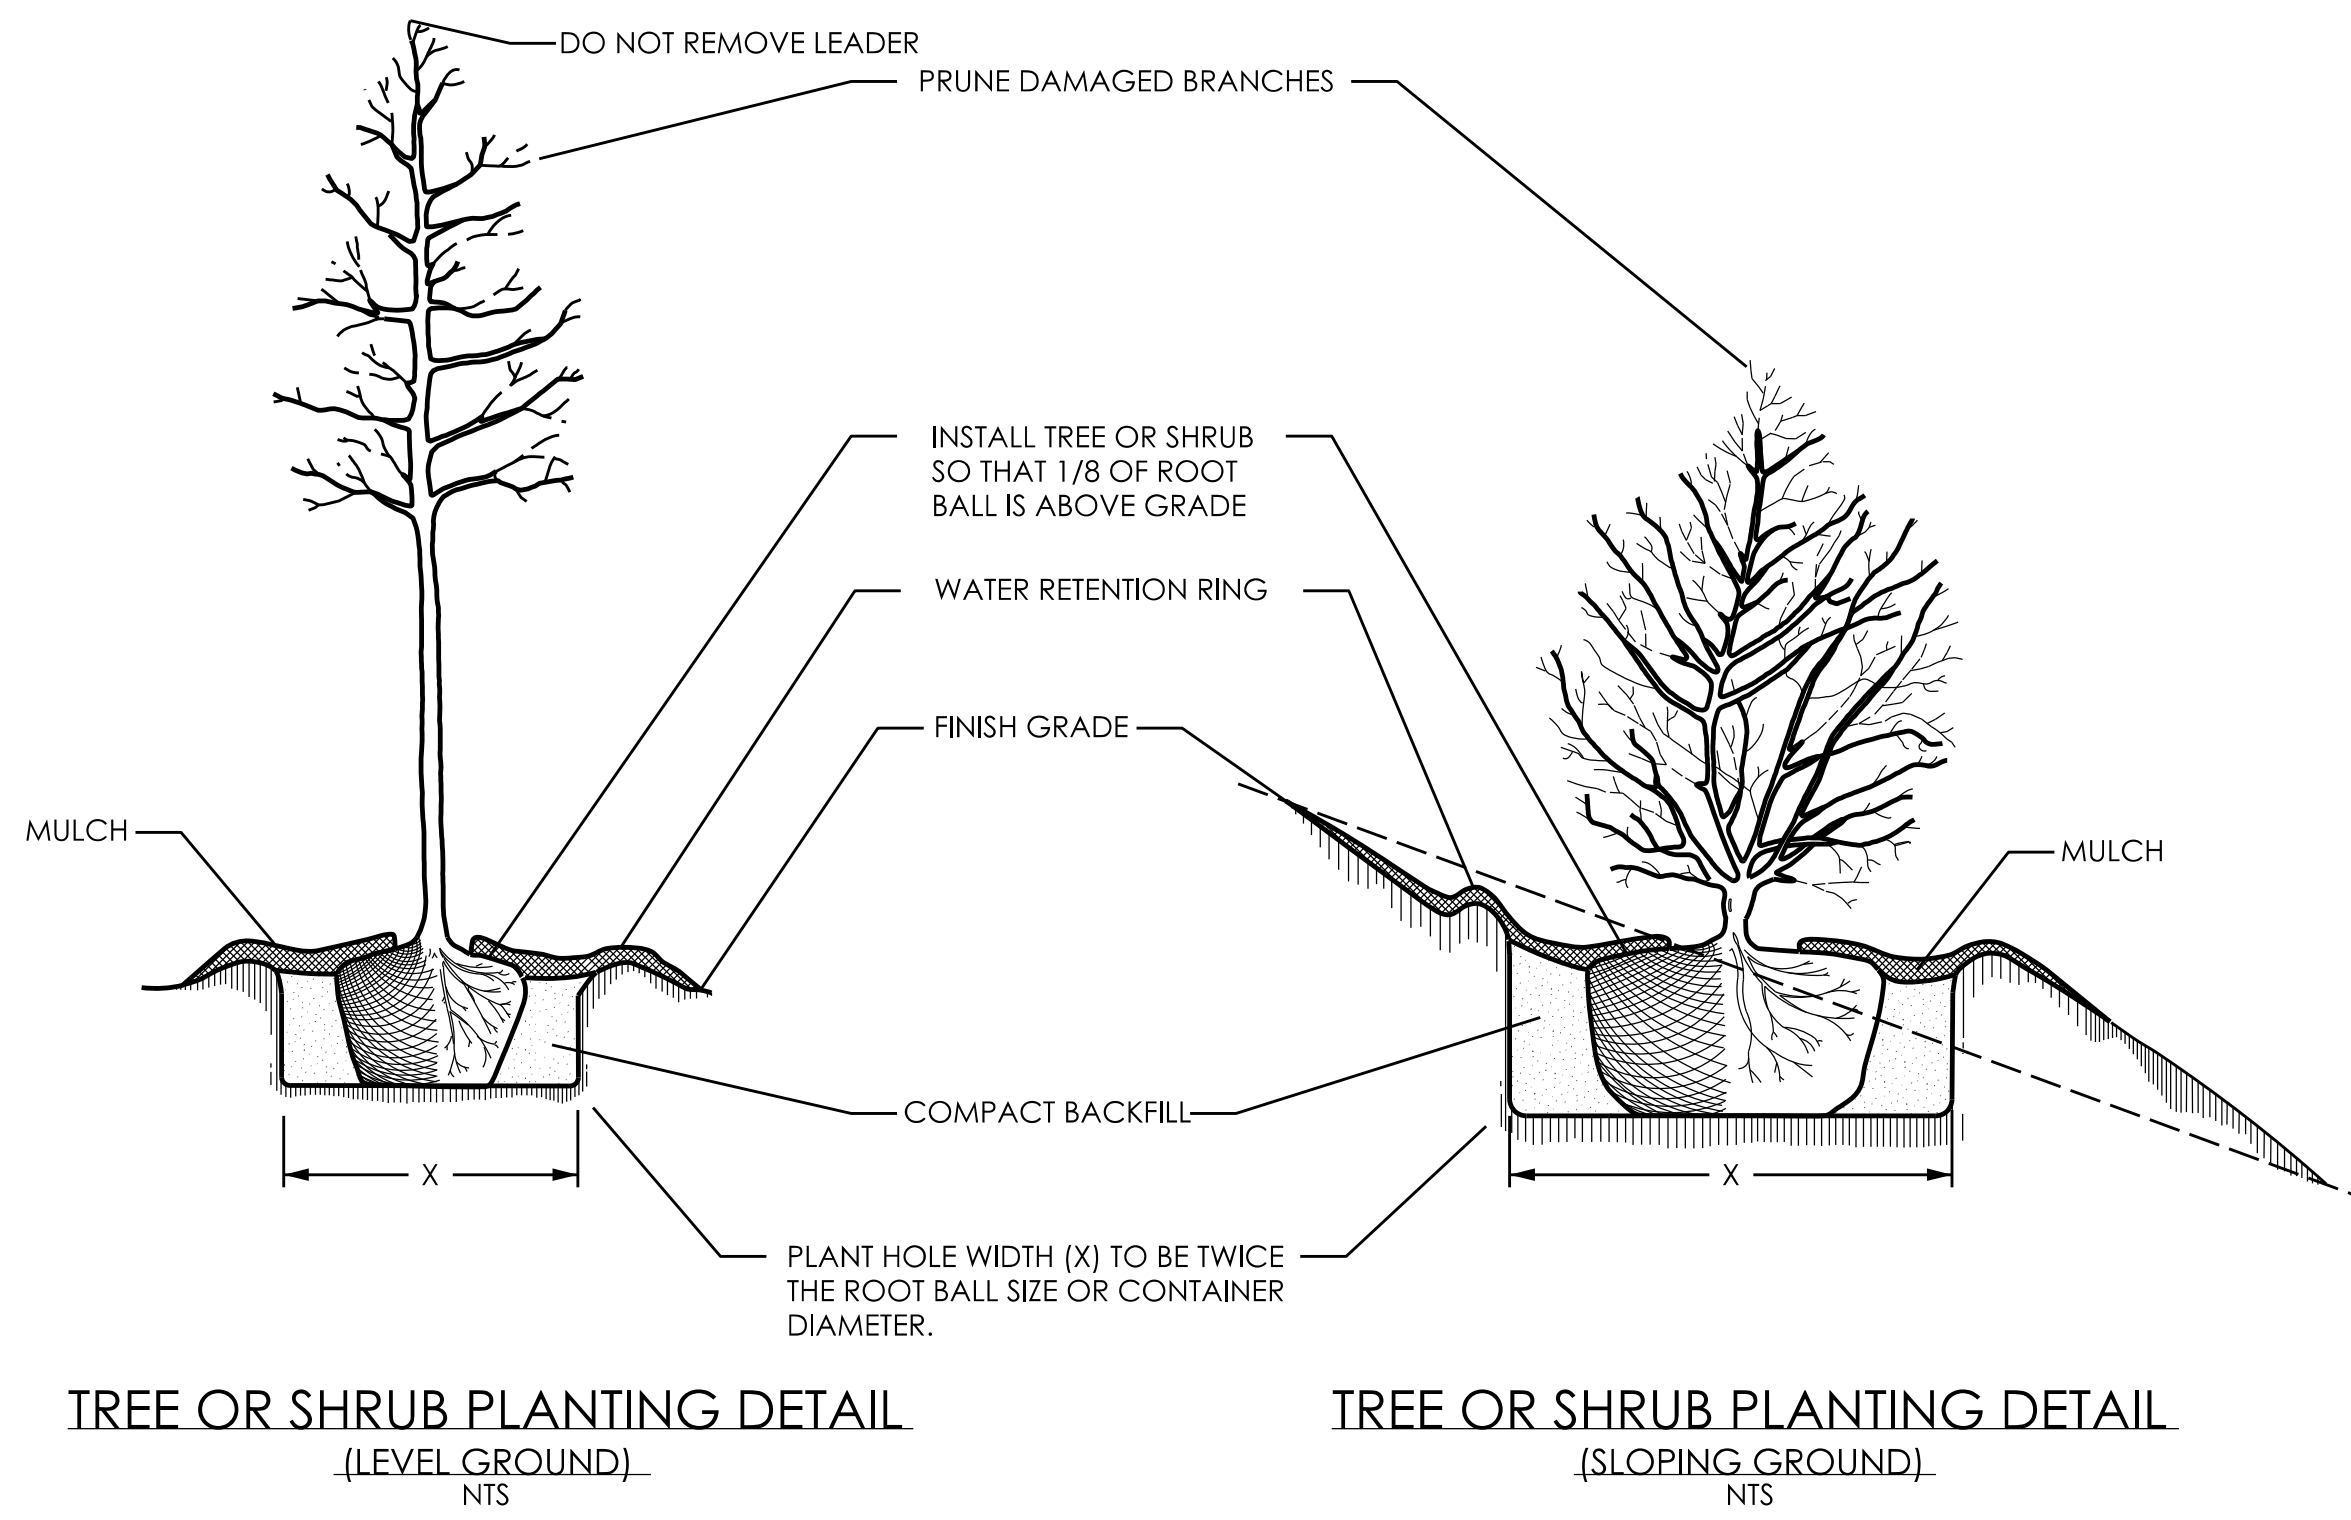 DO NOT REMOVE LEADER
PRUNE DAMAGED BRANCHES
INSTALL TREE OR SHRUB
SO THAT 1/8 OF ROOT
BALL IS ABOVE GRADE
WATER RETENTION RING
FINISH GRADE
MULCH
MULCH
COMPACT BACKFILL
X
X
PLANT HOLE WIDTH (X) TO BE TWICE
THE ROOT BALL SIZE OR CONTAINER
DIAMETER.
TREE OR SHRUB PLANTING DETAIL
(LEVEL GROUND)
NTS
TREE OR SHRUB PLANTING DETAIL
(SLOPING GROUND)
NTS